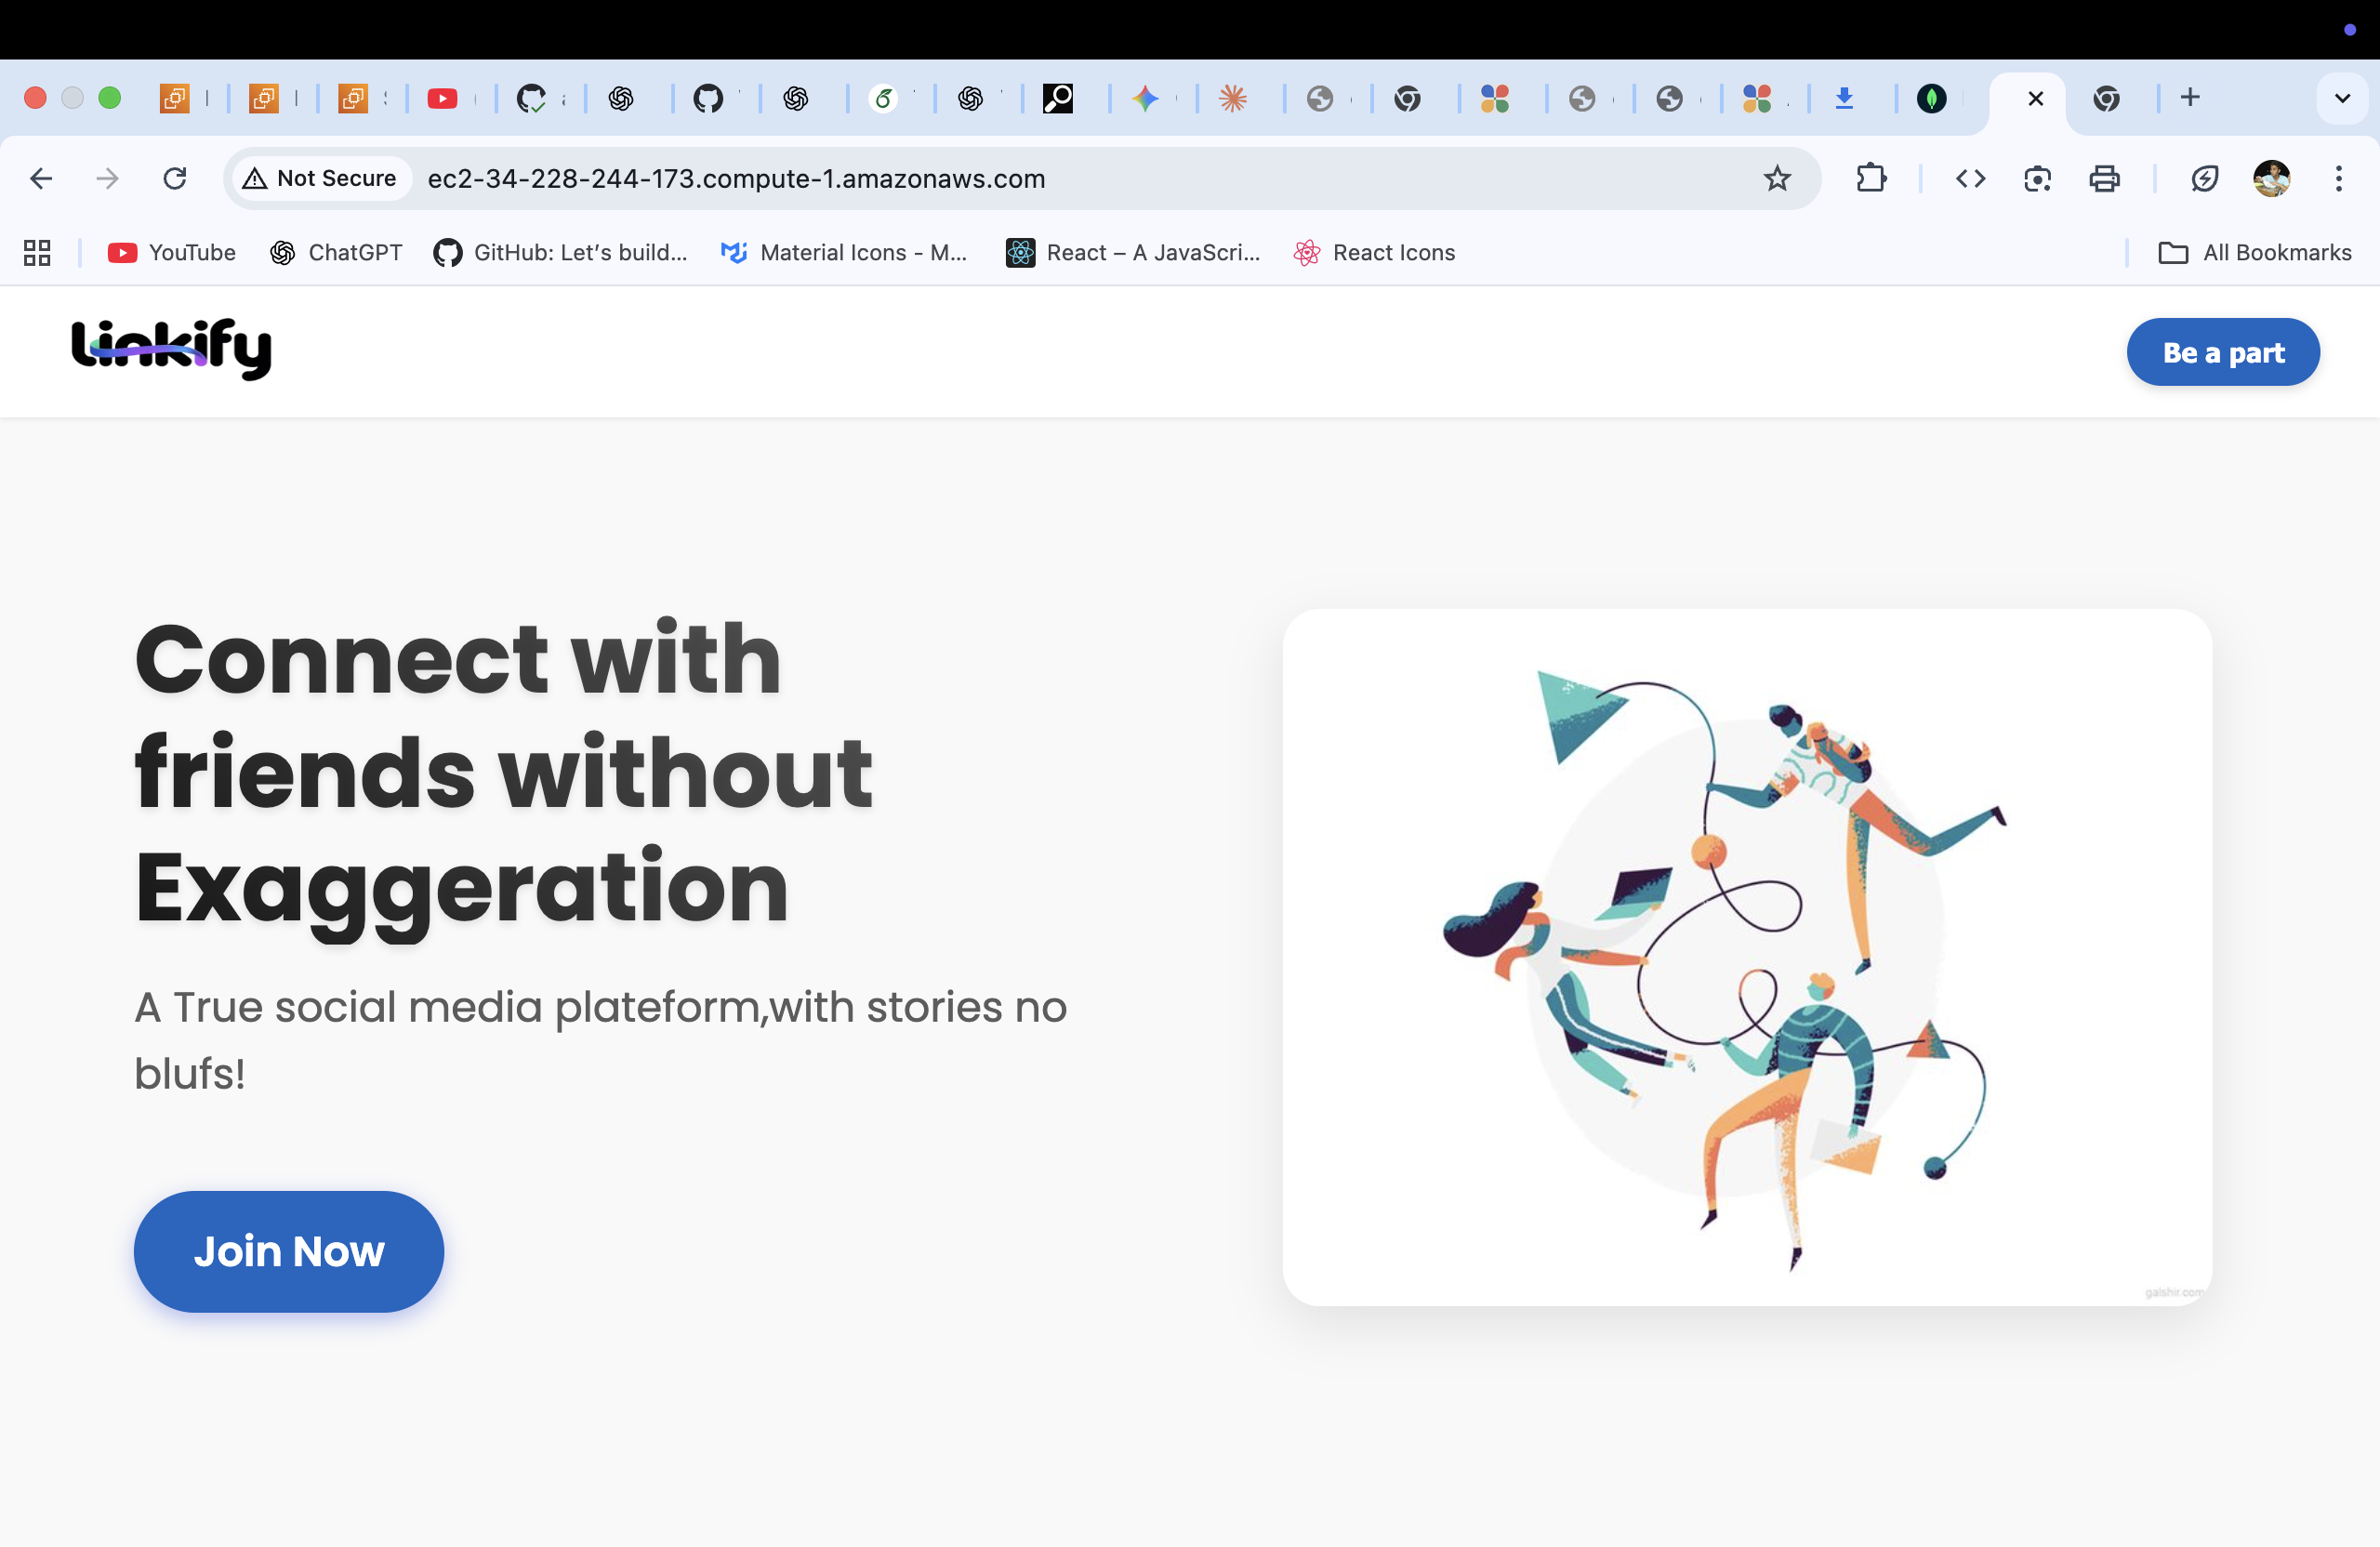 Not Secure
ec2-34-228-244-173.compute-1.amazonaws.com
YouTube
ChatGPT
GitHub: Let's build...
Material Icons - M...
React – A JavaScri...
React Icons
All Bookmarks
Linkify
Be a part
Connect with
friends without
Exaggeration
A True social media plateform,with stories no
blufs!
Join Now
galshir.com